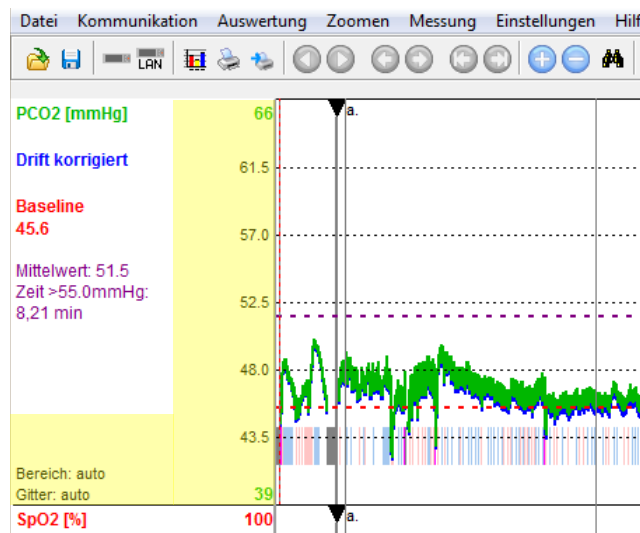 Datei Kommunikation Auswertung Zoomen Messung Einstellungen Hilf
LAN
PCO2 [mmHg] 66 a.
Drift korrigiert 61.5
Baseline
45.6 57.0
Mittelwert: 51.5
Zeit >55.0mmHg: 52.5
8,21 min
48.0
43.5
Bereich: auto
Gitter: auto 39
SpO2 [%] 100 a.